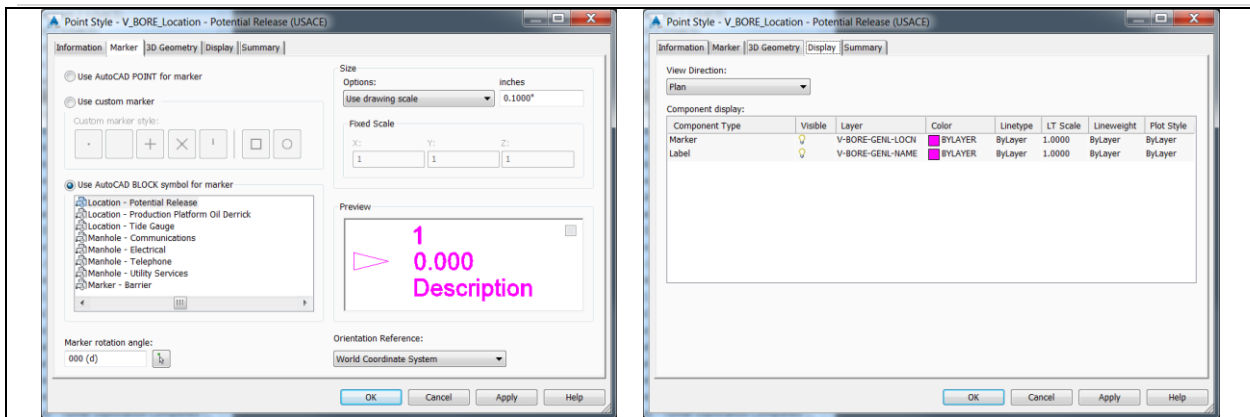 Point Style - V_BORE_Location - Potential Release (USACE)
Information Marker 3D Geometry Display Summary
Use AutoCAD POINT for marker
Use custom marker
Custom marker style:
Use AutoCAD BLOCK symbol for marker
Location - Potential Release
Location - Production Platform Oil Derrick
Location - Tide Gauge
Manhole - Communications
Manhole - Electrical
Manhole - Telephone
Manhole - Utility Services
Marker - Barrier
Marker rotation angle:
000 (d)
Size
Options: inches
Use drawing scale 0.1000"
Fixed Scale
X: Y: Z:
1 1 1
Preview
1
0.000
Description
Orientation Reference:
World Coordinate System
OK Cancel Apply Help
Point Style - V_BORE_Location - Potential Release (USACE)
Information Marker 3D Geometry Display Summary
View Direction:
Plan
Component display:
Component Type Visible Layer Color Linetype LT Scale Lineweight Plot Style
Marker V-BORE-GENL-LOCN BYLAYER ByLayer 1.0000 ByLayer ByLayer
Label V-BORE-GENL-NAME BYLAYER ByLayer 1.0000 ByLayer ByLayer
OK Cancel Apply Help